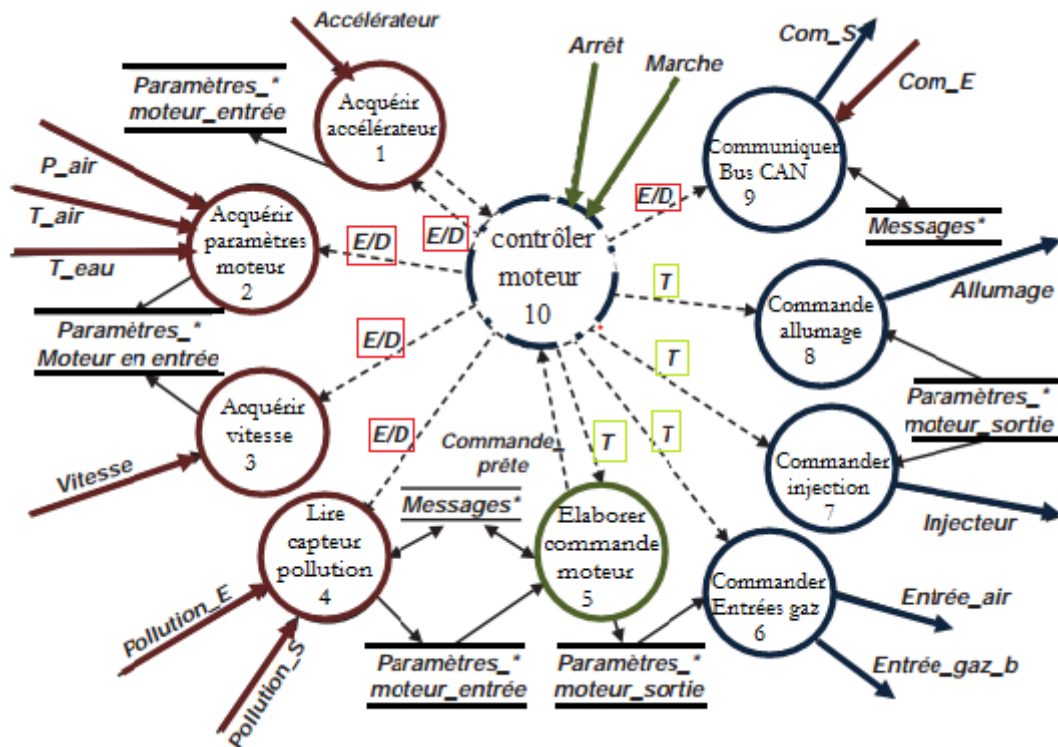 Accélérateur
Paramètres_*
moteur_entrée
Acquérir
accélérateur
1
Arrêt
Marche
Com_S
Com_E
Communiquer
Bus CAN
9
Messages*
P_air
T_air
T_eau
Acquérir
paramètres
moteur
2
E/D
E/D
E/D
contrôler
moteur
10
T
Commande
allumage
8
Allumage
Paramètres_*
Moteur en entrée
E/D
T
Paramètres_*
moteur_sortie
Acquérir
vitesse
3
Vitesse
E/D
Commande_
prête
T
T
Commander
injection
7
Injecteur
Messages*
Lire
capteur
pollution
4
Elaborer
commande
moteur
5
Commander
Entrées gaz
6
Entrée_air
Entrée_gaz_b
Pollution_E
Pollution_S
Paramètres_*
moteur_entrée
Paramètres_*
moteur_sortie